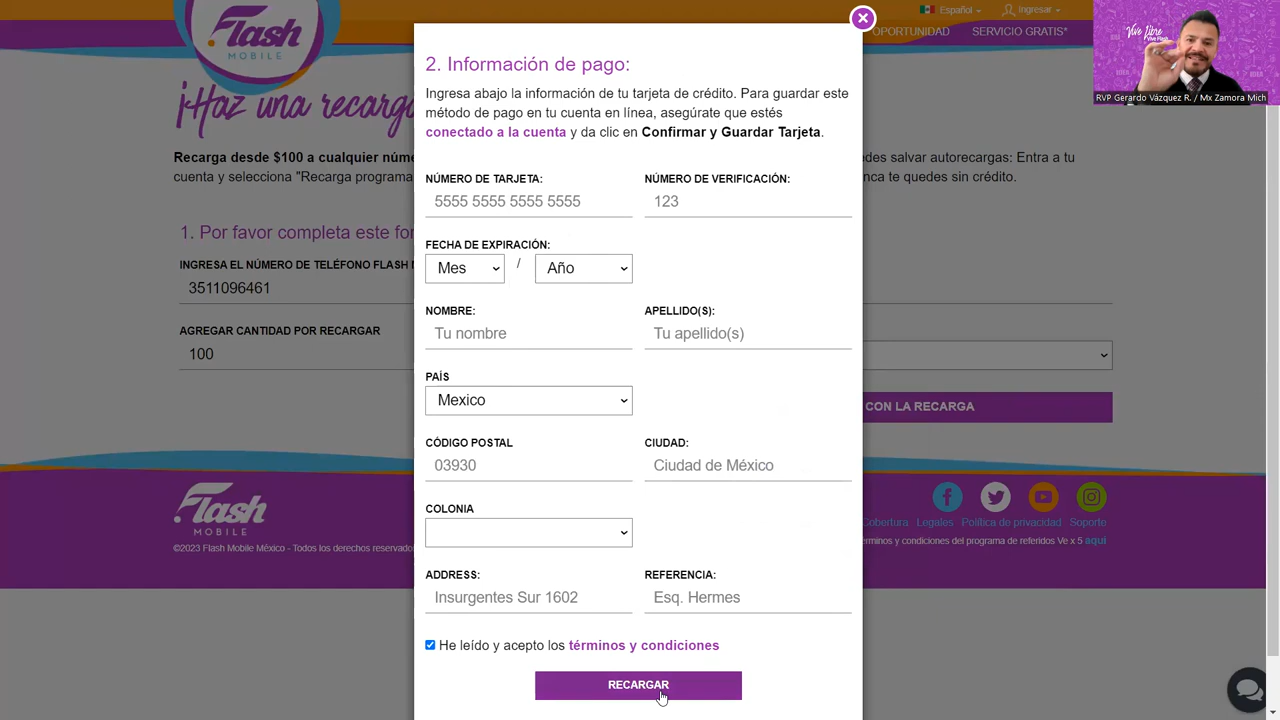 Flash
MOBILE
Español
Ingresar
OPORTUNIDAD
SERVICIO GRATIS*
Vive Libre
Vive Flash
RVP Gerardo Vázquez R. / Mx Zamora Mich
¡Haz una recarg
Recarga desde $100 a cualquier núme
edes salvar autorecargas: Entra a tu
cuenta y selecciona "Recarga programa
nca te quedes sin crédito.
1. Por favor completa este for
INGRESA EL NÚMERO DE TELÉFONO FLASH M
3511096461
AGREGAR CANTIDAD POR RECARGAR
100
CON LA RECARGA
2. Información de pago:
Ingresa abajo la información de tu tarjeta de crédito. Para guardar este
método de pago en tu cuenta en línea, asegúrate que estés
conectado a la cuenta y da clic en Confirmar y Guardar Tarjeta.
NÚMERO DE TARJETA:
NÚMERO DE VERIFICACIÓN:
5555 5555 5555 5555
123
FECHA DE EXPIRACIÓN:
Mes / Año
NOMBRE:
APELLIDO(S):
Tu nombre
Tu apellido(s)
PAÍS
Mexico
CÓDIGO POSTAL
CIUDAD:
03930
Ciudad de México
COLONIA
ADDRESS:
REFERENCIA:
Insurgentes Sur 1602
Esq. Hermes
He leído y acepto los términos y condiciones
RECARGAR
Flash
MOBILE
©2023 Flash Mobile México - Todos los derechos reservados
Cobertura
Legales
Política de privacidad
Soporte
érminos y condiciones del programa de referidos Ve x 5 aquí